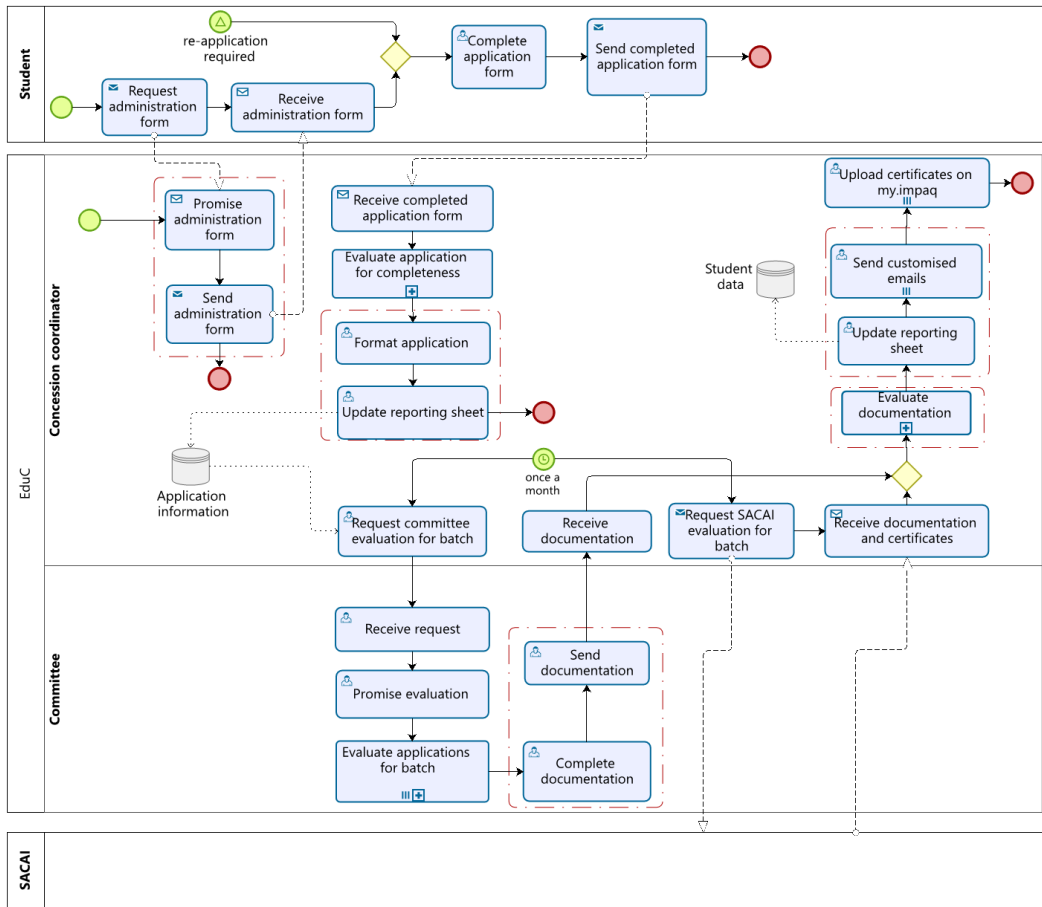 Student
re-application
required
Request
administration
form
Receive
administration form
Complete
application
form
Send completed
application form
EduC
Concession coordinator
Promise
administration
form
Send
administration
form
Receive completed
application form
Evaluate application
for completeness
Format application
Update reporting sheet
Application
information
once a
month
Request committee
evaluation for batch
Receive
documentation
Request SACAI
evaluation for
batch
Receive documentation
and certificates
Evaluate
documentation
Update reporting
sheet
Student
data
Send customised
emails
Upload certificates on
my.impaq
Committee
Receive request
Promise evaluation
Evaluate applications
for batch
Complete
documentation
Send
documentation
SACAI